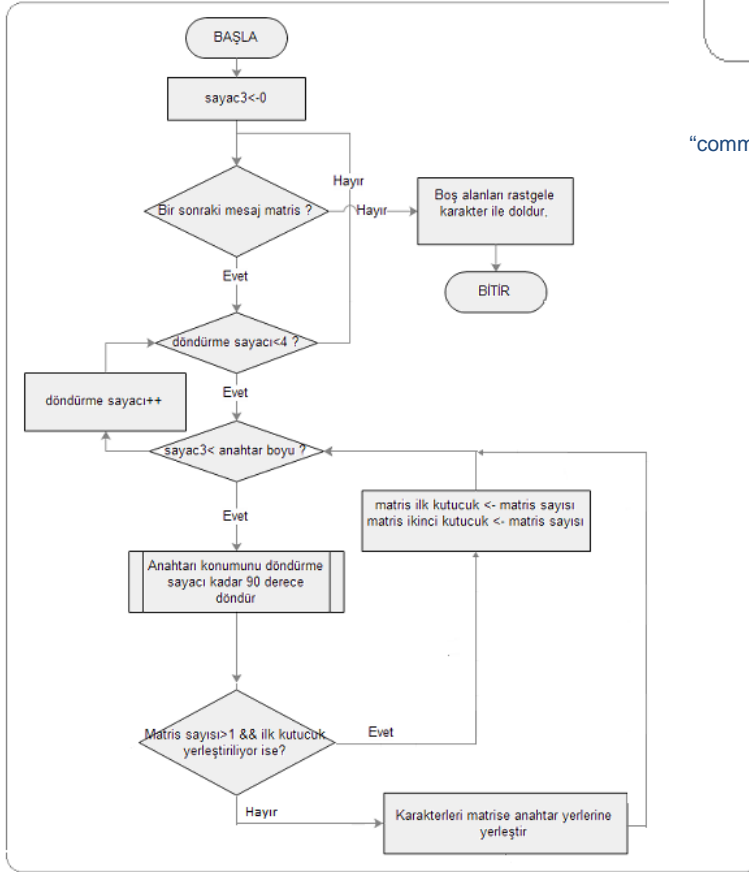 BAŞLA
sayac3<-0
“comm
Hayır
Bir sonraki mesaj matris ?
Hayır
Boş alanları rastgele
karakter ile doldur.
Evet
BİTİR
döndürme sayacı<4 ?
Evet
döndürme sayacı++
sayac3< anahtar boyu ?
Evet
matris ilk kutucuk <- matris sayısı
matris ikinci kutucuk <- matris sayısı
Anahtarı konumunu döndürme
sayacı kadar 90 derece
döndür
Matris sayısı>1 && ilk kutucuk
yerleştiriliyor ise?
Evet
Hayır
Karakterleri matrise anahtar yerlerine
yerleştir